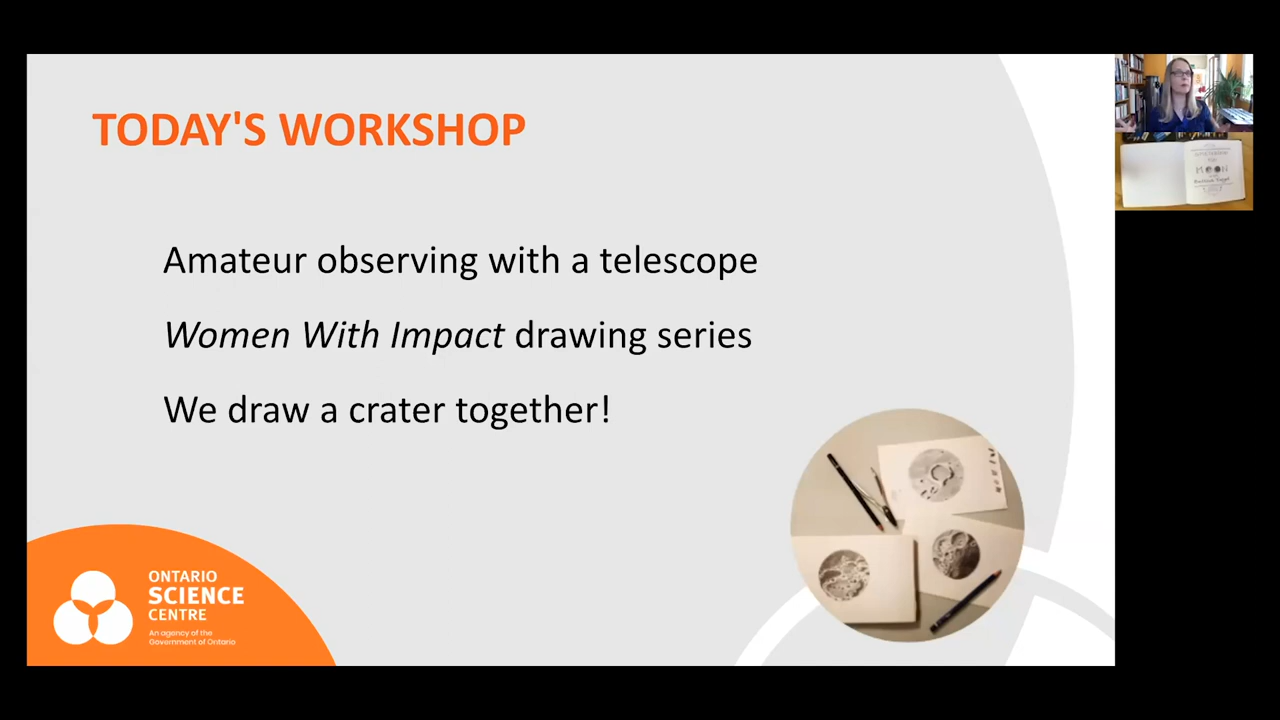 TODAY'S WORKSHOP
Amateur observing with a telescope
Women With Impact drawing series
We draw a crater together!
ONTARIO
SCIENCE
CENTRE
An agency of the
Government of Ontario
MOON